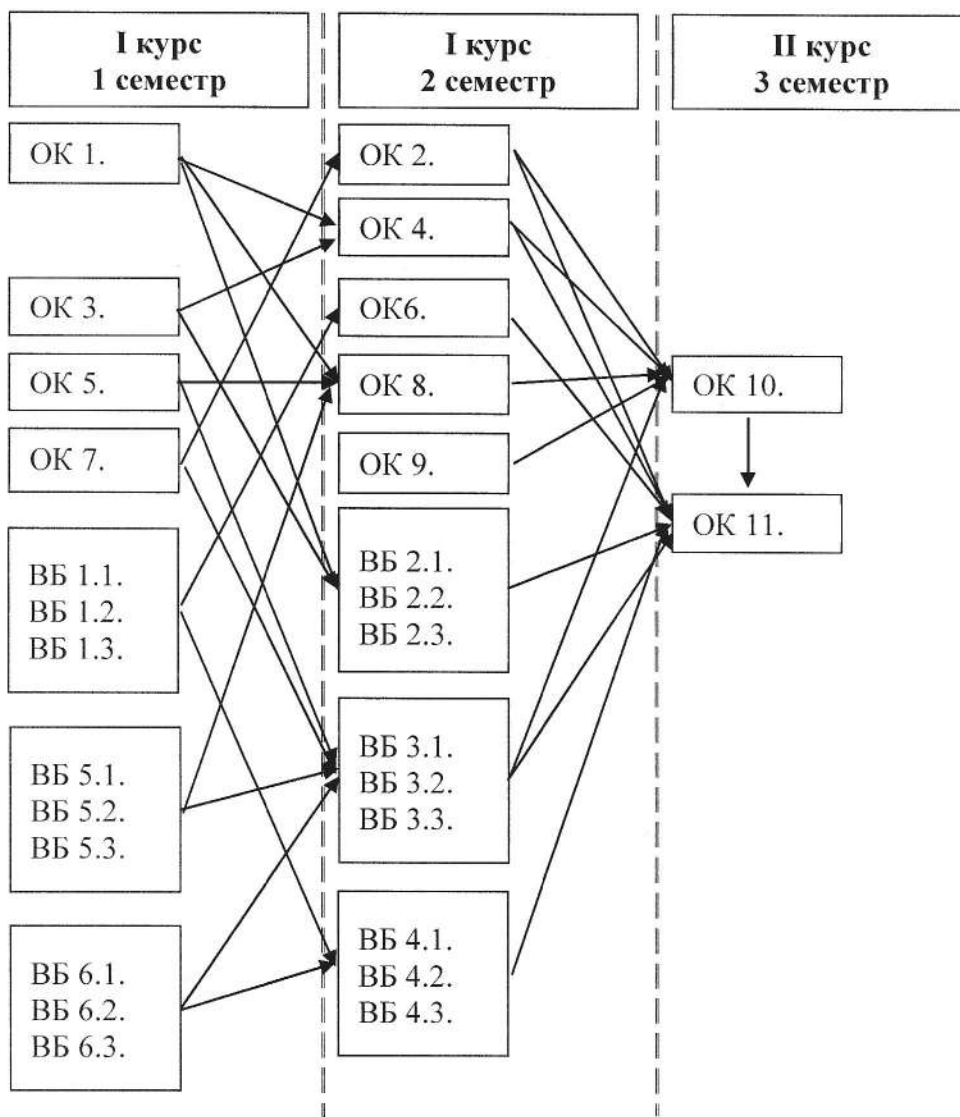 І курс
1 семестр
І курс
2 семестр
ІІ курс
3 семестр
ОК 1.
ОК 3.
ОК 5.
ОК 7.
ВБ 1.1.
ВБ 1.2.
ВБ 1.3.
ВБ 5.1.
ВБ 5.2.
ВБ 5.3.
ВБ 6.1.
ВБ 6.2.
ВБ 6.3.
ОК 2.
ОК 4.
ОК6.
ОК 8.
ОК 9.
ВБ 2.1.
ВБ 2.2.
ВБ 2.3.
ВБ 3.1.
ВБ 3.2.
ВБ 3.3.
ВБ 4.1.
ВБ 4.2.
ВБ 4.3.
ОК 10.
ОК 11.